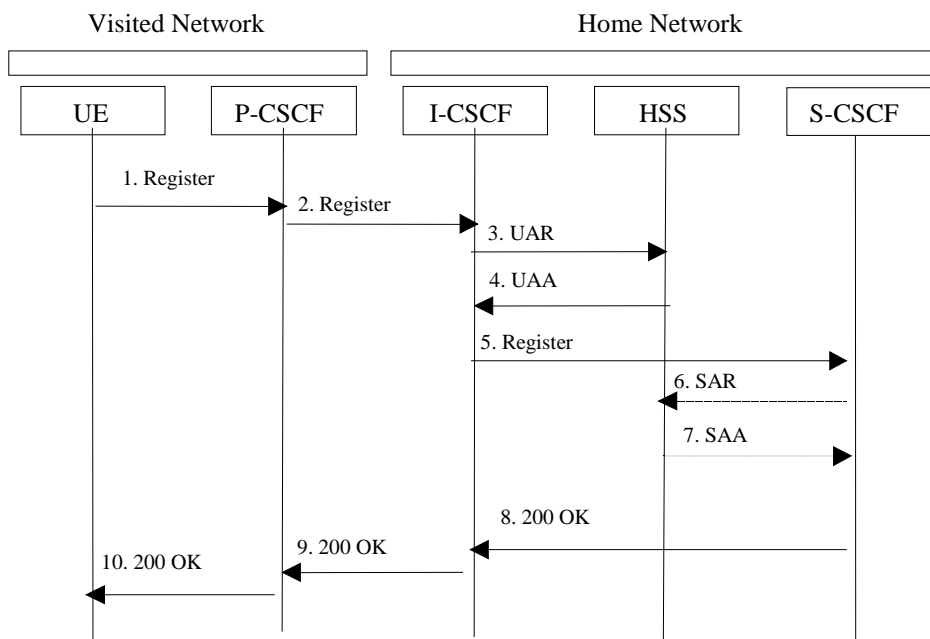 Visited Network
Home Network
UE
P-CSCF
I-CSCF
HSS
S-CSCF
1. Register
2. Register
3. UAR
4. UAA
5. Register
6. SAR
7. SAA
8. 200 OK
9. 200 OK
10. 200 OK